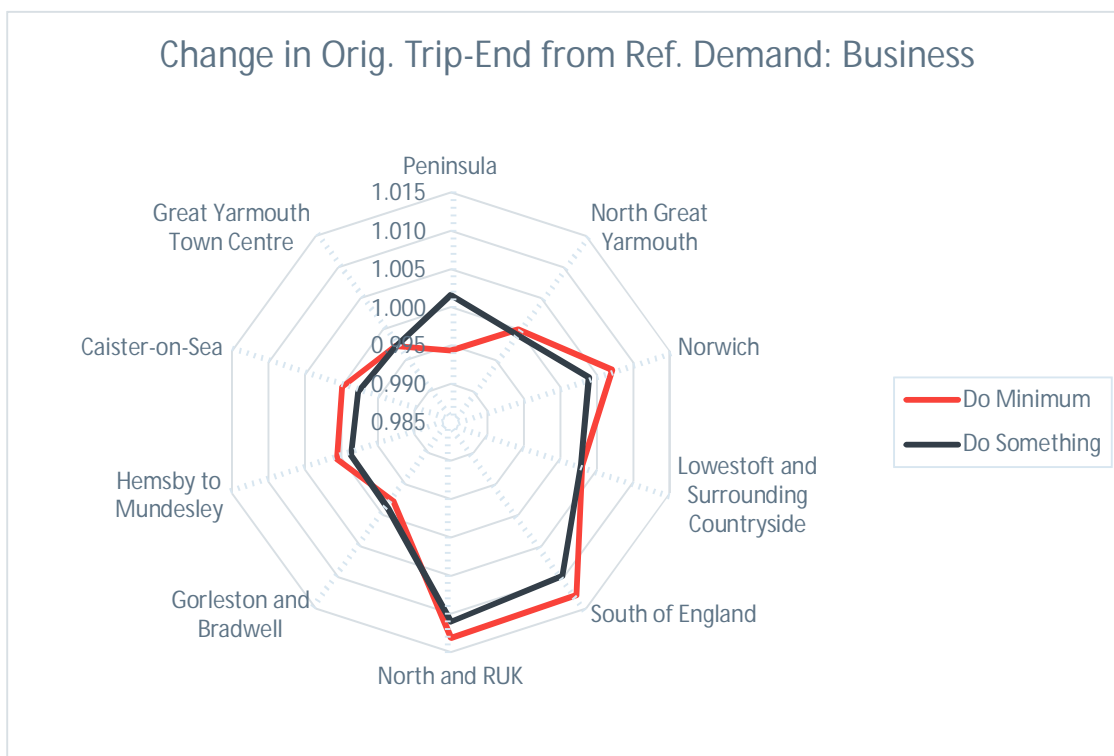 Change in Orig. Trip-End from Ref. Demand: Business
Peninsula
1.015
1.010
1.005
1.000
0.995
0.990
0.985
Great Yarmouth
Town Centre
North Great
Yarmouth
Caister-on-Sea
Norwich
Do Minimum
Do Something
Hemsby to
Mundesley
Lowestoft and
Surrounding
Countryside
Gorleston and
Bradwell
South of England
North and RUK